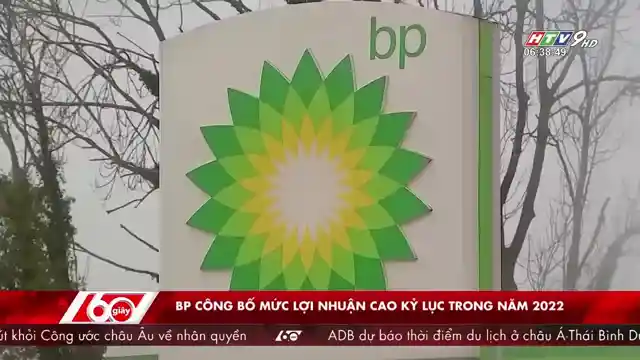 bp
HTV9 HD
06:38:49
60 giây
BP CÔNG BỐ MỨC LỢI NHUẬN CAO KỶ LỤC TRONG NĂM 2022
út khỏi Công ước châu Âu về nhân quyền 60 ADB dự báo thời điểm du lịch ở châu Á-Thái Bình D